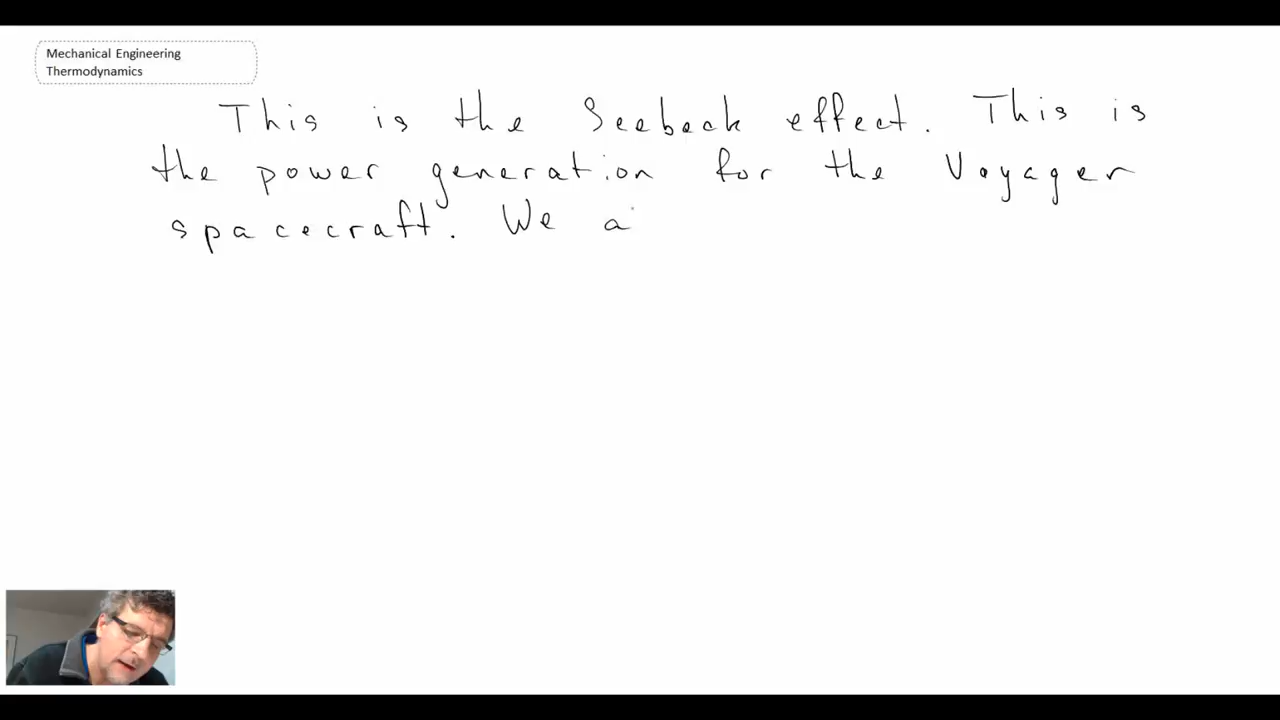 Mechanical Engineering
Thermodynamics
This is the Seebeck effect. This is
the power generation for the Voyager
spacecraft. We a